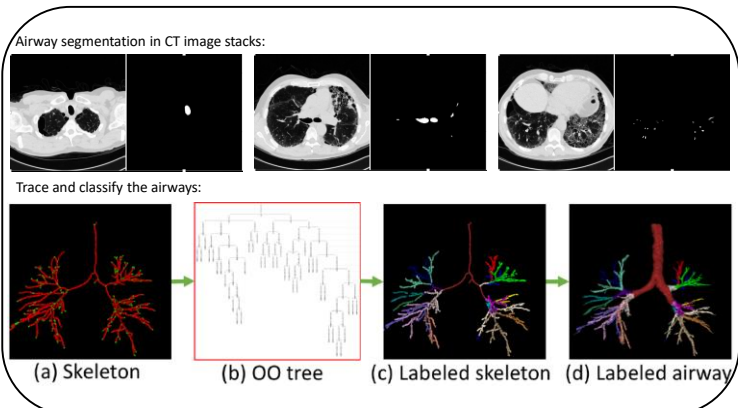 Airway segmentation in CT image stacks:
Trace and classify the airways:
(a) Skeleton
(b) OO tree
(c) Labeled skeleton
(d) Labeled airway